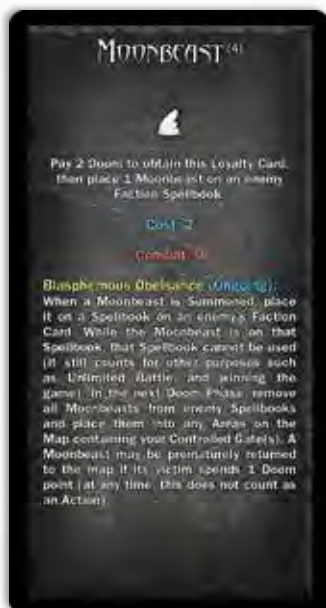 MOONBEAST (4)
Pay 2 Doom to obtain this Loyalty Card,
then place 1 Moonbeast on an enemy
Faction Spellbook
Cost 2
Combat 0
Blasphemous Obeisance (Ongoing):
When a Moonbeast is Summoned, place
it on a Spellbook on an enemy's Faction
Card. While the Moonbeast is on that
Spellbook, that Spellbook cannot be used
(it still counts for other purposes such
as Unlimited Battle, and winning the
game). In the next Doom Phase, remove
all Moonbeasts from enemy Spellbooks
and place them into any Areas on the
Map containing your Controlled Gate(s). A
Moonbeast may be prematurely returned
to the map if its victim spends 1 Doom
point (at any time, this does not count as
an Action)